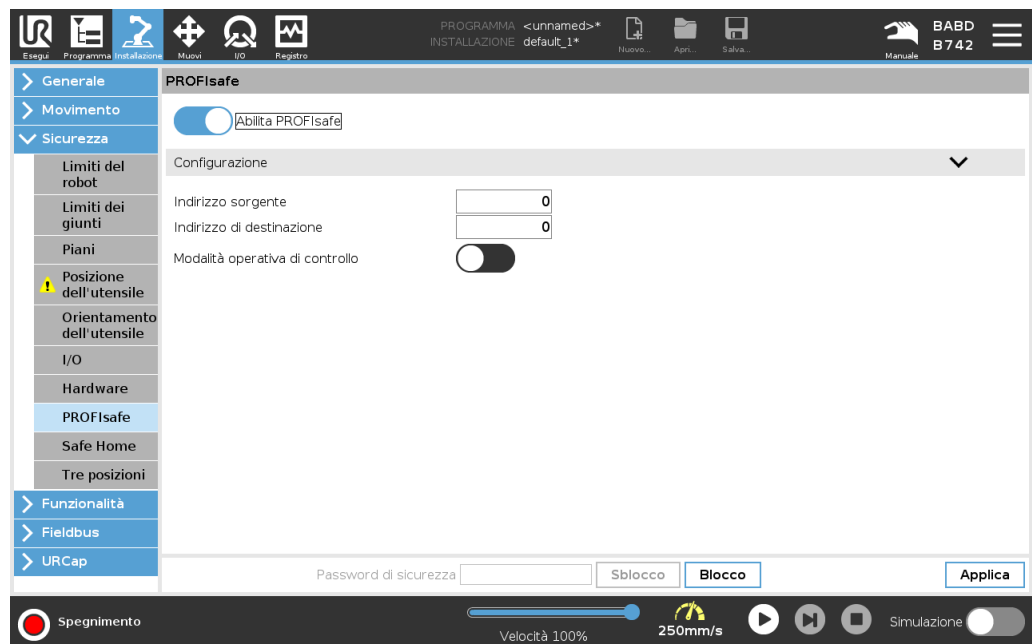 PROGRAMMA <unnamed>*
INSTALLAZIONE default_1*
UR
Esegui
Programma
Installazione
Muovi
I/O
Registro
Nuovo...
Apri...
Salva...
Manuale
BABD
B742
Generale
Movimento
Sicurezza
Limiti del
robot
Limiti dei
giunti
Piani
Posizione
dell'utensile
Orientamento
dell'utensile
I/O
Hardware
PROFIsafe
Safe Home
Tre posizioni
Funzionalità
Fieldbus
URCap
PROFIsafe
Abilita PROFIsafe
Configurazione
Indirizzo sorgente 0
Indirizzo di destinazione 0
Modalità operativa di controllo
Password di sicurezza
Sblocco
Blocco
Applica
Spegnimento
Velocità 100%
250mm/s
Simulazione